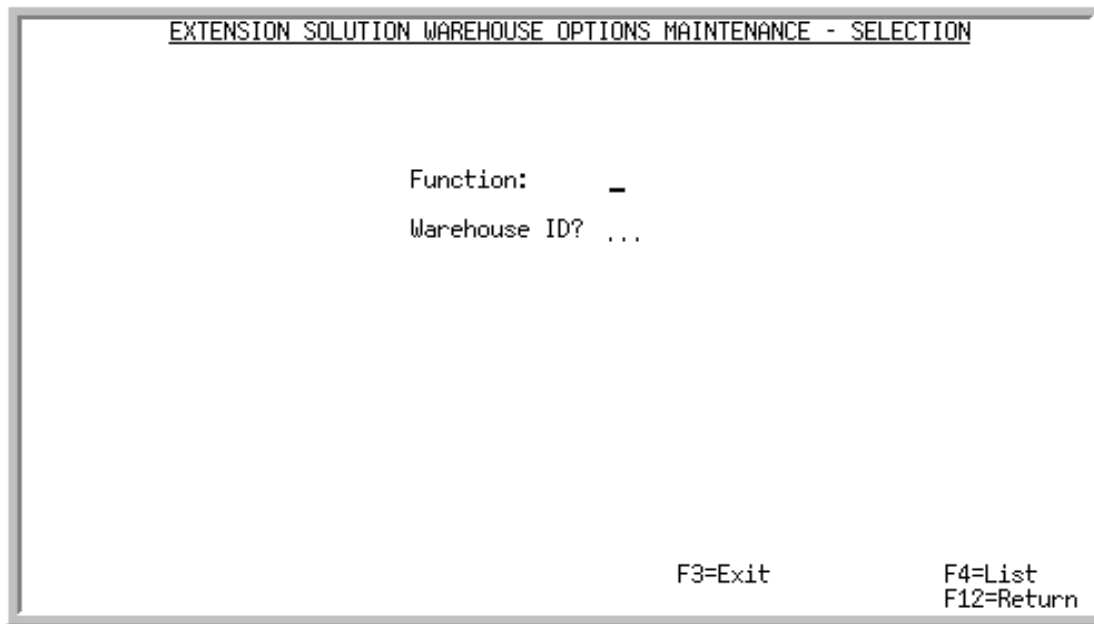 EXTENSION SOLUTION WAREHOUSE OPTIONS MAINTENANCE - SELECTION
Function: _
Warehouse ID? ...
F3=Exit F4=List
F12=Return